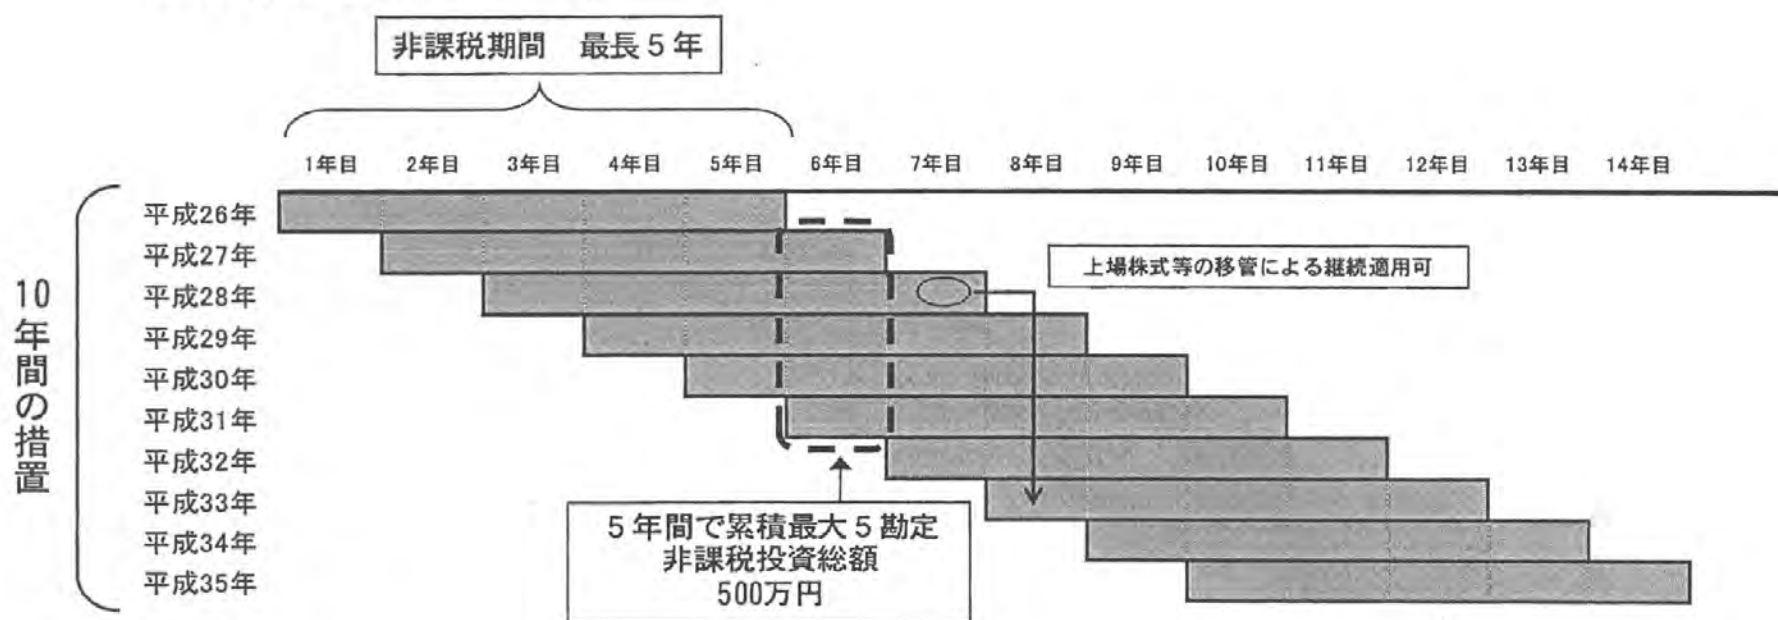 非課税期間　最長5年
1年目 2年目 3年目 4年目 5年目 6年目 7年目 8年目 9年目 10年目 11年目 12年目 13年目 14年目
10年間の措置
平成26年
平成27年
上場株式等の移管による継続適用可
平成28年
平成29年
平成30年
平成31年
平成32年
平成33年
平成34年
平成35年
5年間で累積最大5勘定
非課税投資総額
500万円